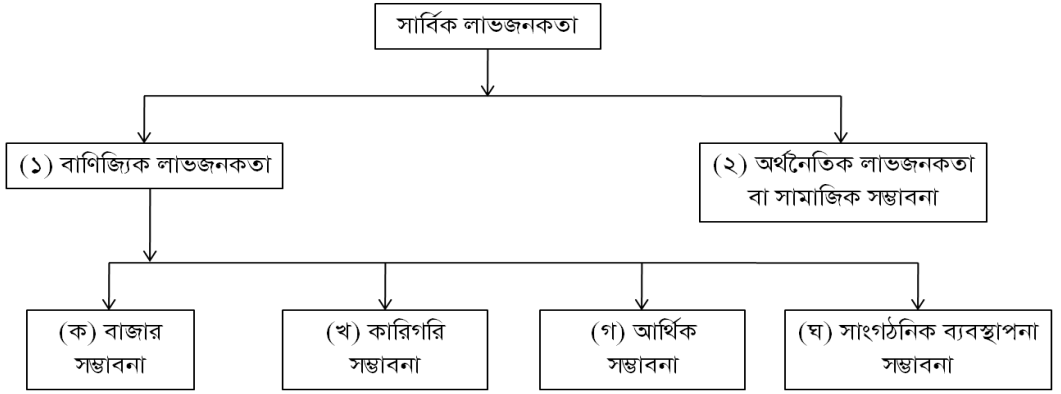 সার্বিক লাভজনকতা
(১) বাণিজ্যিক লাভজনকতা
(২) অর্থনৈতিক লাভজনকতা
বা সামাজিক সম্ভাবনা
(ক) বাজার
সম্ভাবনা
(খ) কারিগরি
সম্ভাবনা
(গ) আর্থিক
সম্ভাবনা
(ঘ) সাংগঠনিক ব্যবস্থাপনা
সম্ভাবনা